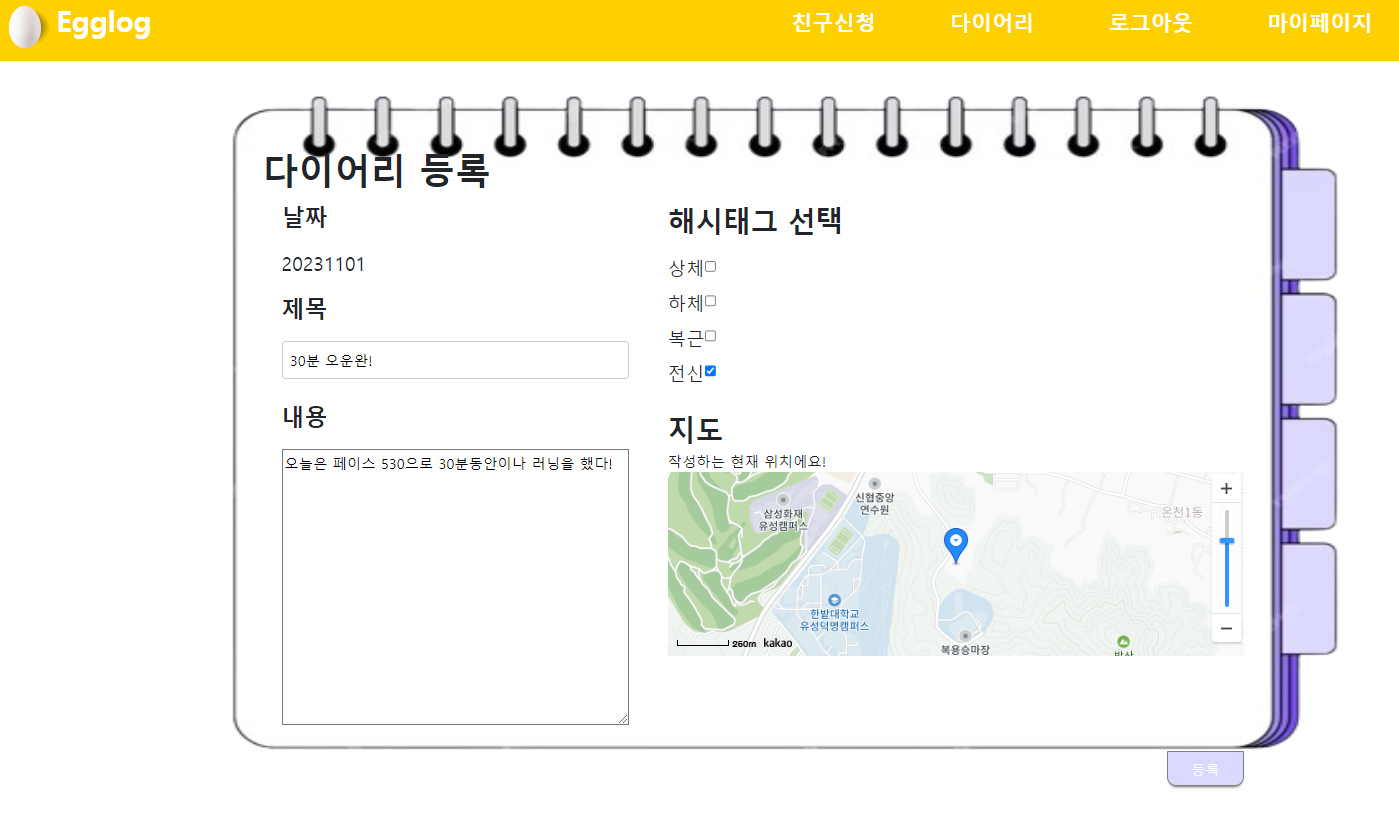 Egglog
친구신청
다이어리
로그아웃
마이페이지
다이어리 등록
날짜
20231101
제목
30분 오운완!
내용
오늘은 페이스 530으로 30분동안이나 러닝을 했다!
해시태그 선택
상체
하체
복근
전신
지도
작성하는 현재 위치에요!
신협중앙
연수원
삼성화재
유성캠퍼스
온천1동
한밭대학교
유성덕명캠퍼스
복용승마장
250m kakao
등록